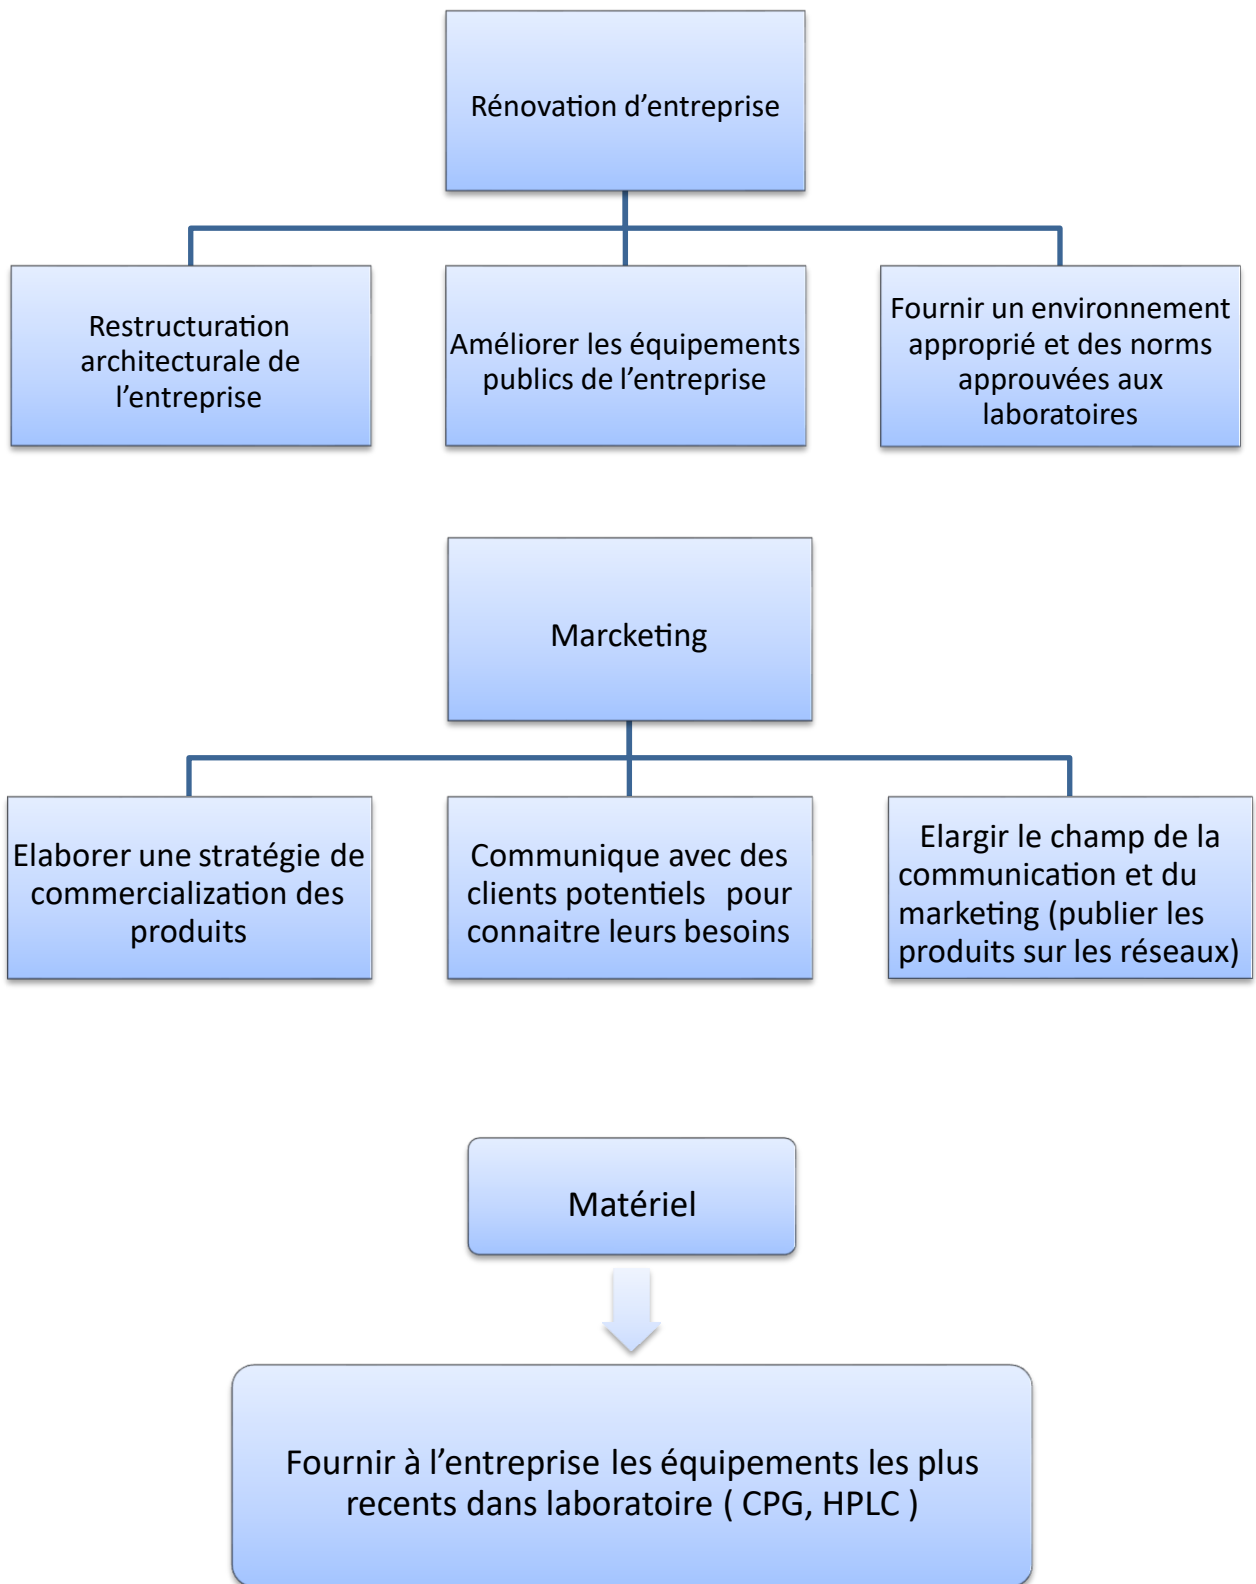 Rénovation d’entreprise
Restructuration
architecturale de
l’entreprise
Améliorer les équipements
publics de l’entreprise
Fournir un environnement
approprié et des norms
approuvées aux
laboratoires
Marcketing
Elaborer une stratégie de
commercialization des
produits
Communique avec des
clients potentiels pour
connaitre leurs besoins
Elargir le champ de la
communication et du
marketing (publier les
produits sur les réseaux)
Matériel
Fournir à l’entreprise les équipements les plus
recents dans laboratoire ( CPG, HPLC )